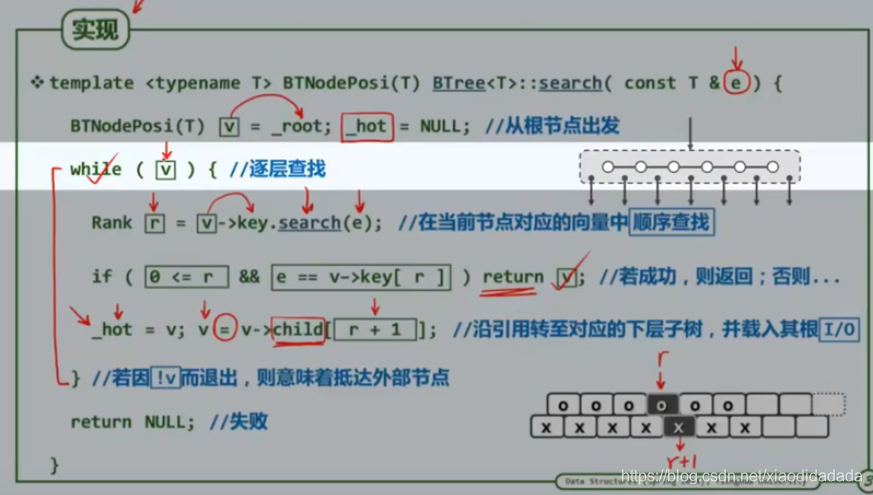 实现
❖ template <typename T> BTNodePosi(T) BTree<T>::search( const T & e ) {
BTNodePosi(T) v = _root; _hot = NULL; //从根节点出发
while ( v ) { //逐层查找
Rank r = v->key.search(e); //在当前节点对应的向量中顺序查找
if ( 0 <= r && e == v->key[ r ] ) return v; //若成功，则返回；否则...
_hot = v; v = v->child[ r + 1 ]; //沿引用转至对应的下层子树，并载入其根I/O
r
} //若因!v而退出，则意味着抵达外部节点
o o o o o o
x x x x x x x
return NULL; //失败
r+1
}
https://blog.csdn.net/xiaodidadada